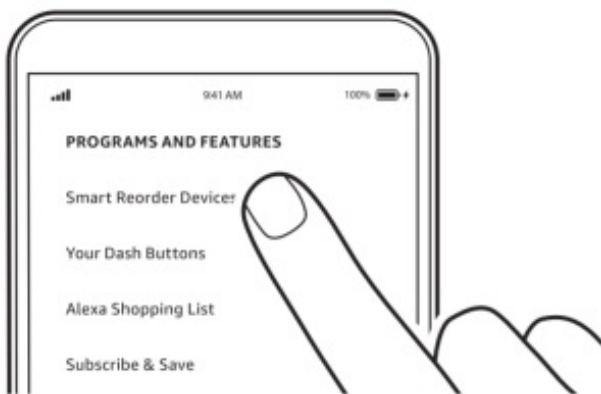 9:41 AM 100%
PROGRAMS AND FEATURES
Smart Reorder Devices
Your Dash Buttons
Alexa Shopping List
Subscribe & Save